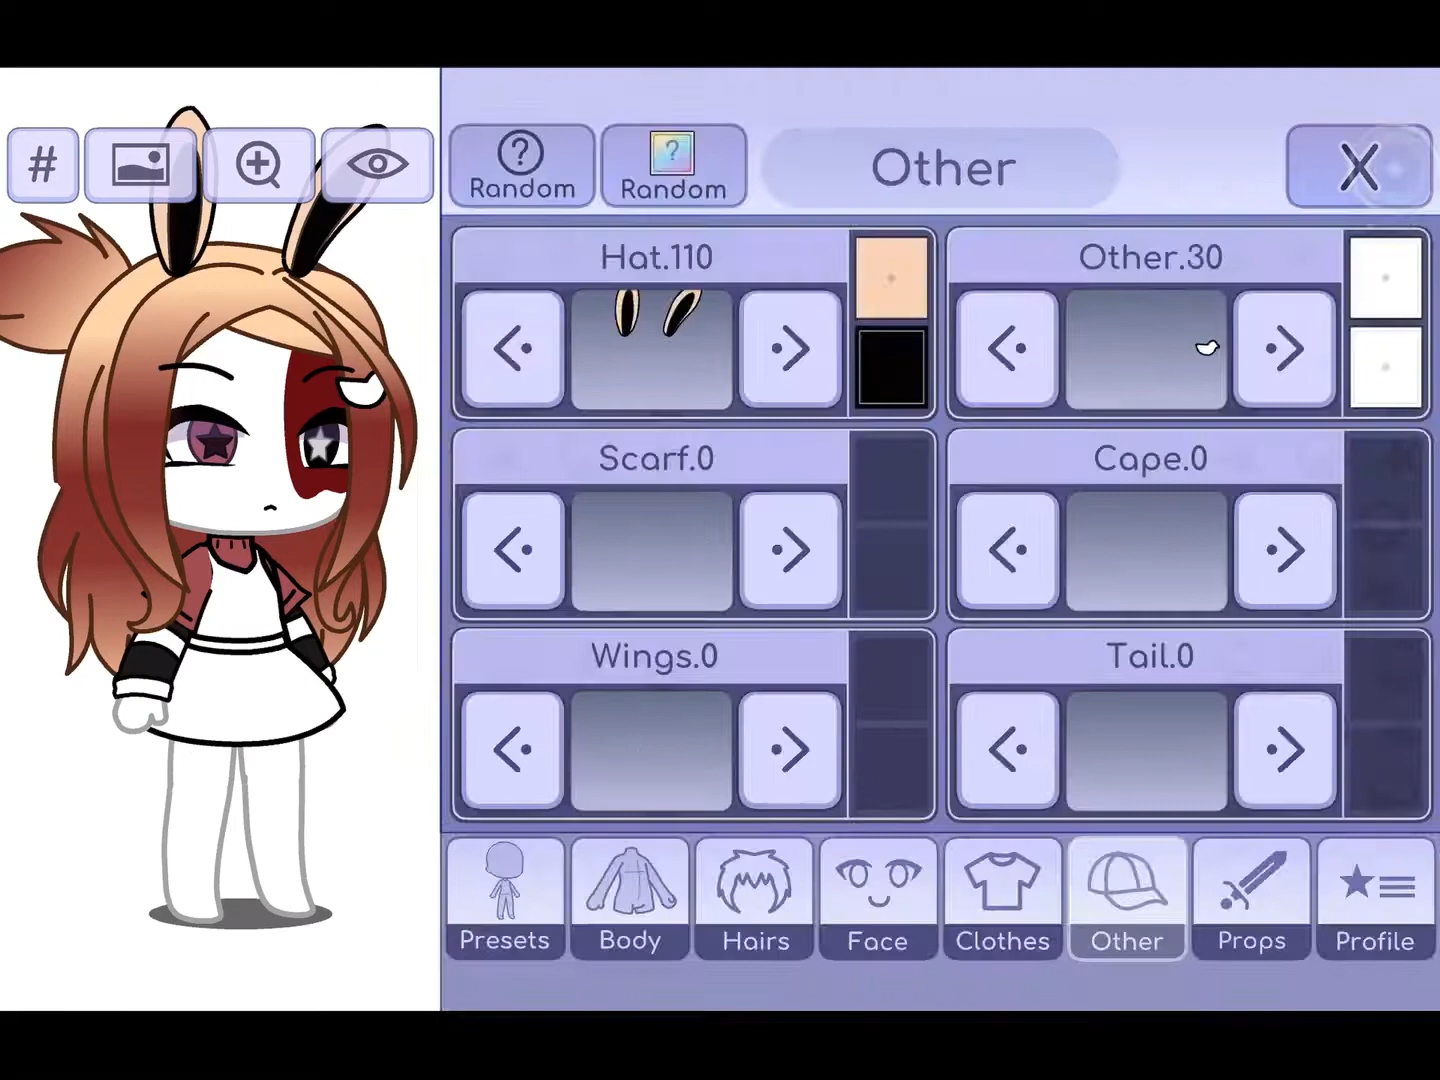 #
? Random
? Random
Other
X
Hat.110
Other.30
Scarf.0
Cape.0
Wings.0
Tail.0
Presets
Body
Hairs
Face
Clothes
Other
Props
Profile